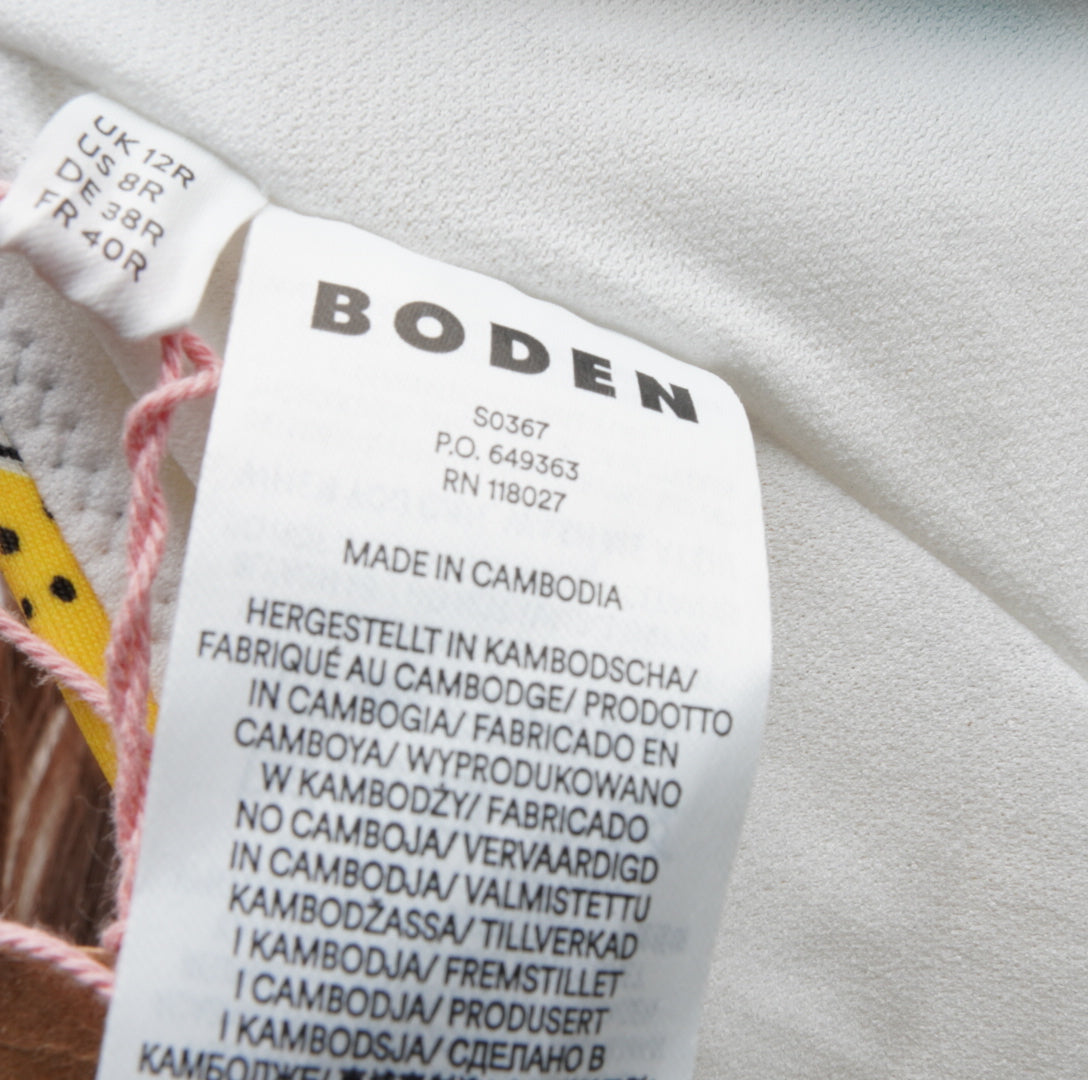 UK 12R
US 8R
DE 38R
FR 40R
BODEN
S0367
P.O. 649363
RN 118027
MADE IN CAMBODIA
HERGESTELLT IN KAMBODSCHA/
FABRIQUÉ AU CAMBODGE/ PRODOTTO
IN CAMBOGIA/ FABRICADO EN
CAMBOYA/ WYPRODUKOWANO
W KAMBODŻY/ FABRICADO
NO CAMBOJA/ VERVAARDIGD
IN CAMBODJA/ VALMISTETTU
KAMBODŽASSA/ TILLVERKAD
I KAMBODJA/ FREMSTILLET
I CAMBODJA/ PRODUSERT
I KAMBODSJA/ СДЕЛАНО В
КАМБОДЖЕ/